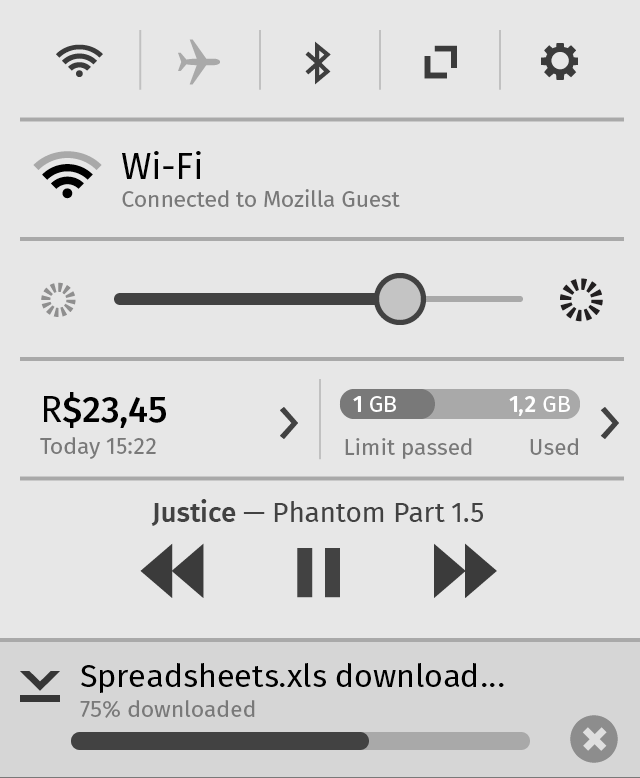 Wi-Fi
Connected to Mozilla Guest
R$23,45
Today 15:22
1 GB 1,2 GB
Limit passed Used
Justice — Phantom Part 1.5
Spreadsheets.xls download...
75% downloaded